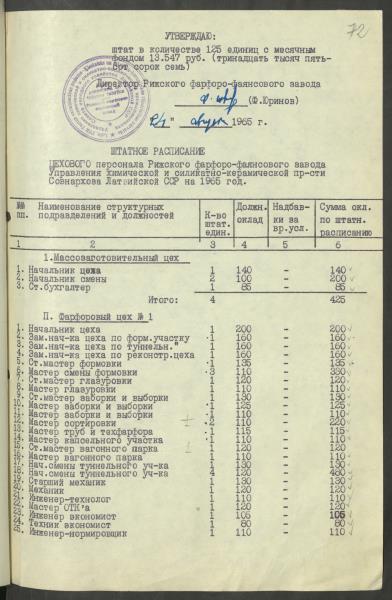 72
УТВЕРЖДАЮ:
штат в количестве 125 единиц с месячным
фондом 13.547 руб. (тринадцать тысяч пять-
сот сорок семь)
Директор Рижского фарфоро-фаянсового завода
(Ф.Юринов)
"24" август 1965 г.
ШТАТНОЕ РАСПИСАНИЕ
ЦЕХОВОГО персонала Рижского фарфоро-фаянсового завода
Управления химической и силикатно-керамической пр-сти
Совнархоза Латвийской ССР на 1965 год.
№ пп. Наименование структурных подразделений и должностей К-во штат. един. Должн. оклад Надбавки за вр.усл. Сумма окл. по штатн. расписанию
1 2 3 4 5 6
1.Массозаготовительный цех
1. Начальник цеха 1 140 - 140
2. Начальник смены 2 100 - 200
3. Ст.бухгалтер 1 85 - 85
Итого: 4 425
П. Фарфоровый цех № 1
1. Начальник цеха 1 200 - 200
2. Зам.нач-ка цеха по форм.участку 1 160 - 160
3. Зам.нач-ка цеха по туннельн." 1 160 - 160
4. Зам.нач-ка цеха по реконстр.цеха 1 160 - 160
5. Ст.мастер формовки 1 135 - 135
6. Мастер смены формовки 3 110 - 330
7. Ст.мастер глазуровки 1 120 - 120
8. Мастер глазуровки 1 110 - 110
9. Ст.мастер заборки и выборки 1 130 - 130
10. Мастер заборки и выборки 1 125 - 125
11. Мастер заборки и выборки 1 110 - 110
12. Мастер сортировки 2 110 - 220
13. Мастер труб и техфарфора 1 115 - 115
14. Мастер капсельного участка 1 110 - 110
15. Ст.мастер вагонного парка 1 120 - 120
16. Мастер вагонного парка 1 110 - 110
17. Нач.смены туннельного уч-ка 1 130 - 130
18. Нач.смены туннельного уч-ка 4 120 - 480
19. Старший механик 1 130 - 130
20. Механик 1 120 - 120
21. Инженер-технолог 1 110 - 110
22. Мастер ОТК'а 1 120 - 120
23. Инженер экономист 1 105 - 105
24. Техник экономист 1 80 - 80
25. Инженер-нормировщик 1 110 - 110